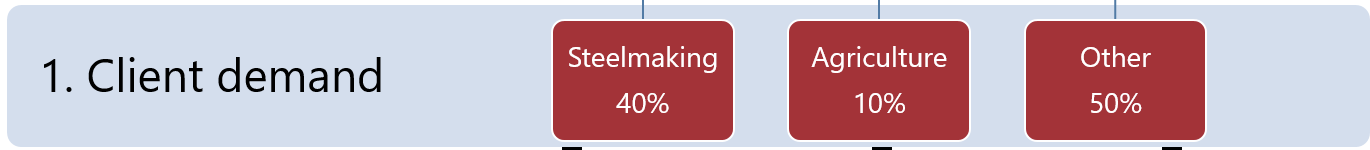 1. Client demand
Steelmaking
40%
Agriculture
10%
Other
50%